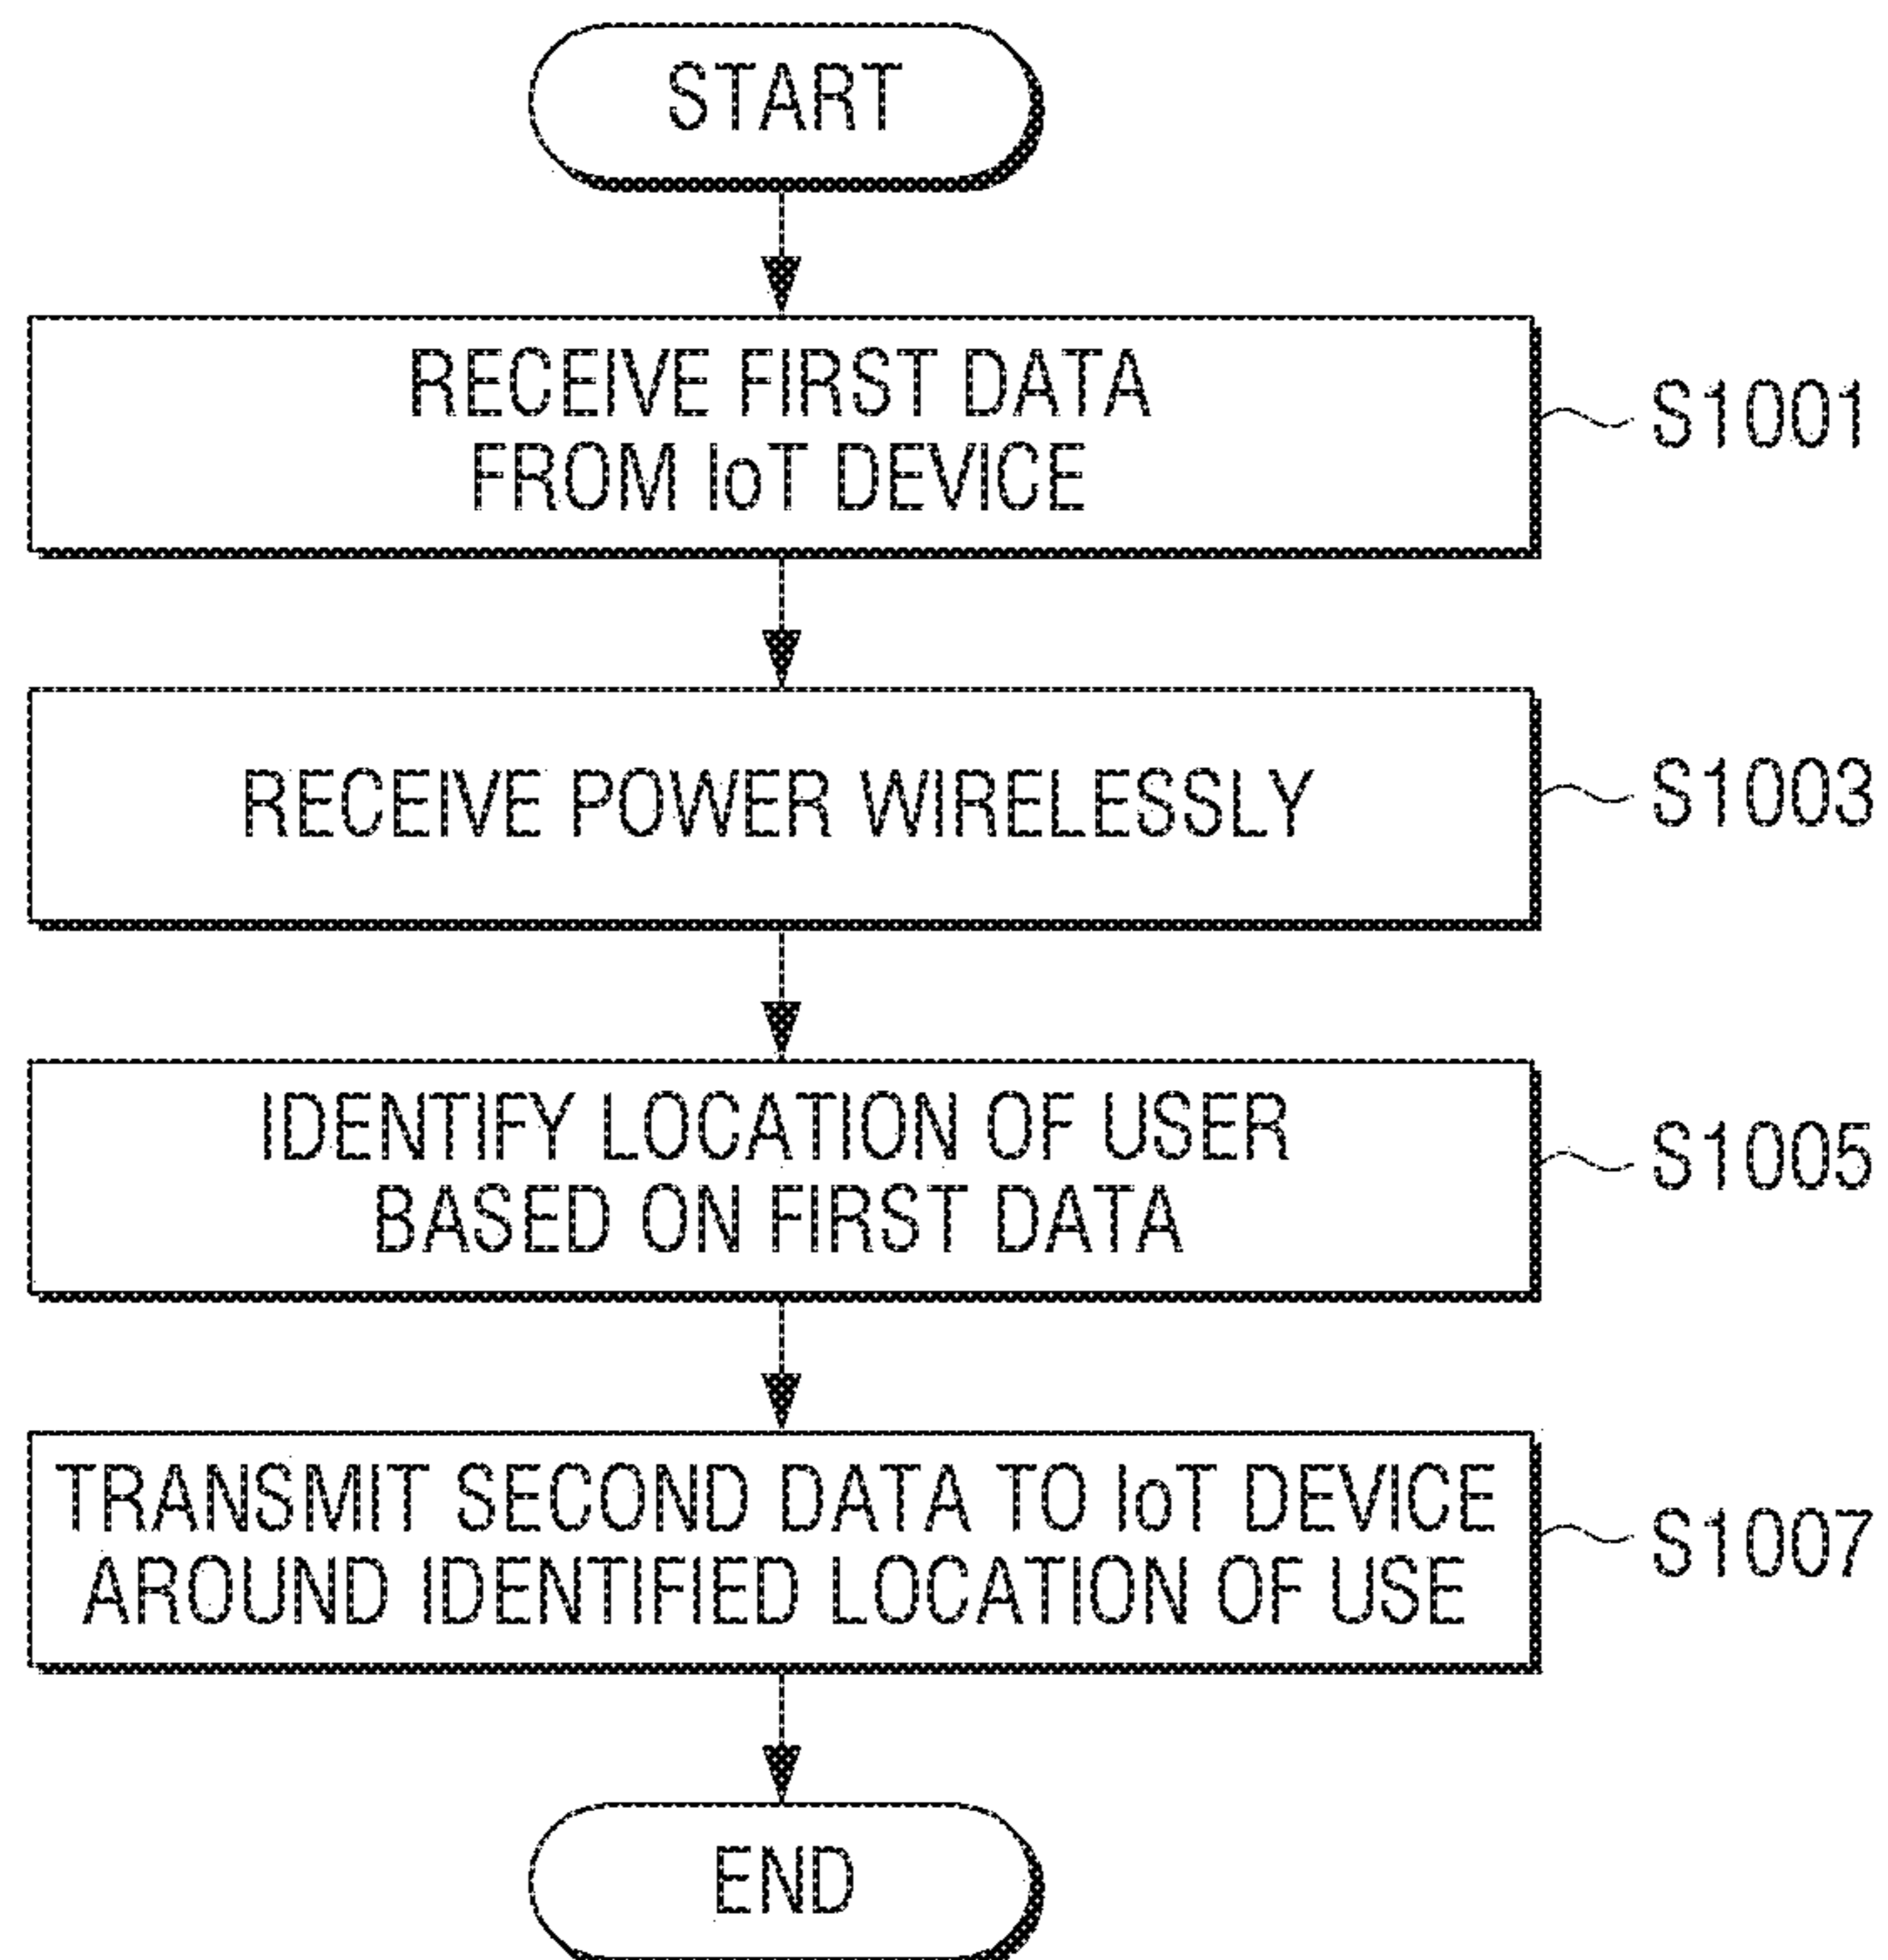 START
RECEIVE FIRST DATA
FROM IoT DEVICE
S1001
RECEIVE POWER WIRELESSLY
S1003
IDENTIFY LOCATION OF USER
BASED ON FIRST DATA
S1005
TRANSMIT SECOND DATA TO IoT DEVICE
AROUND IDENTIFIED LOCATION OF USE
S1007
END